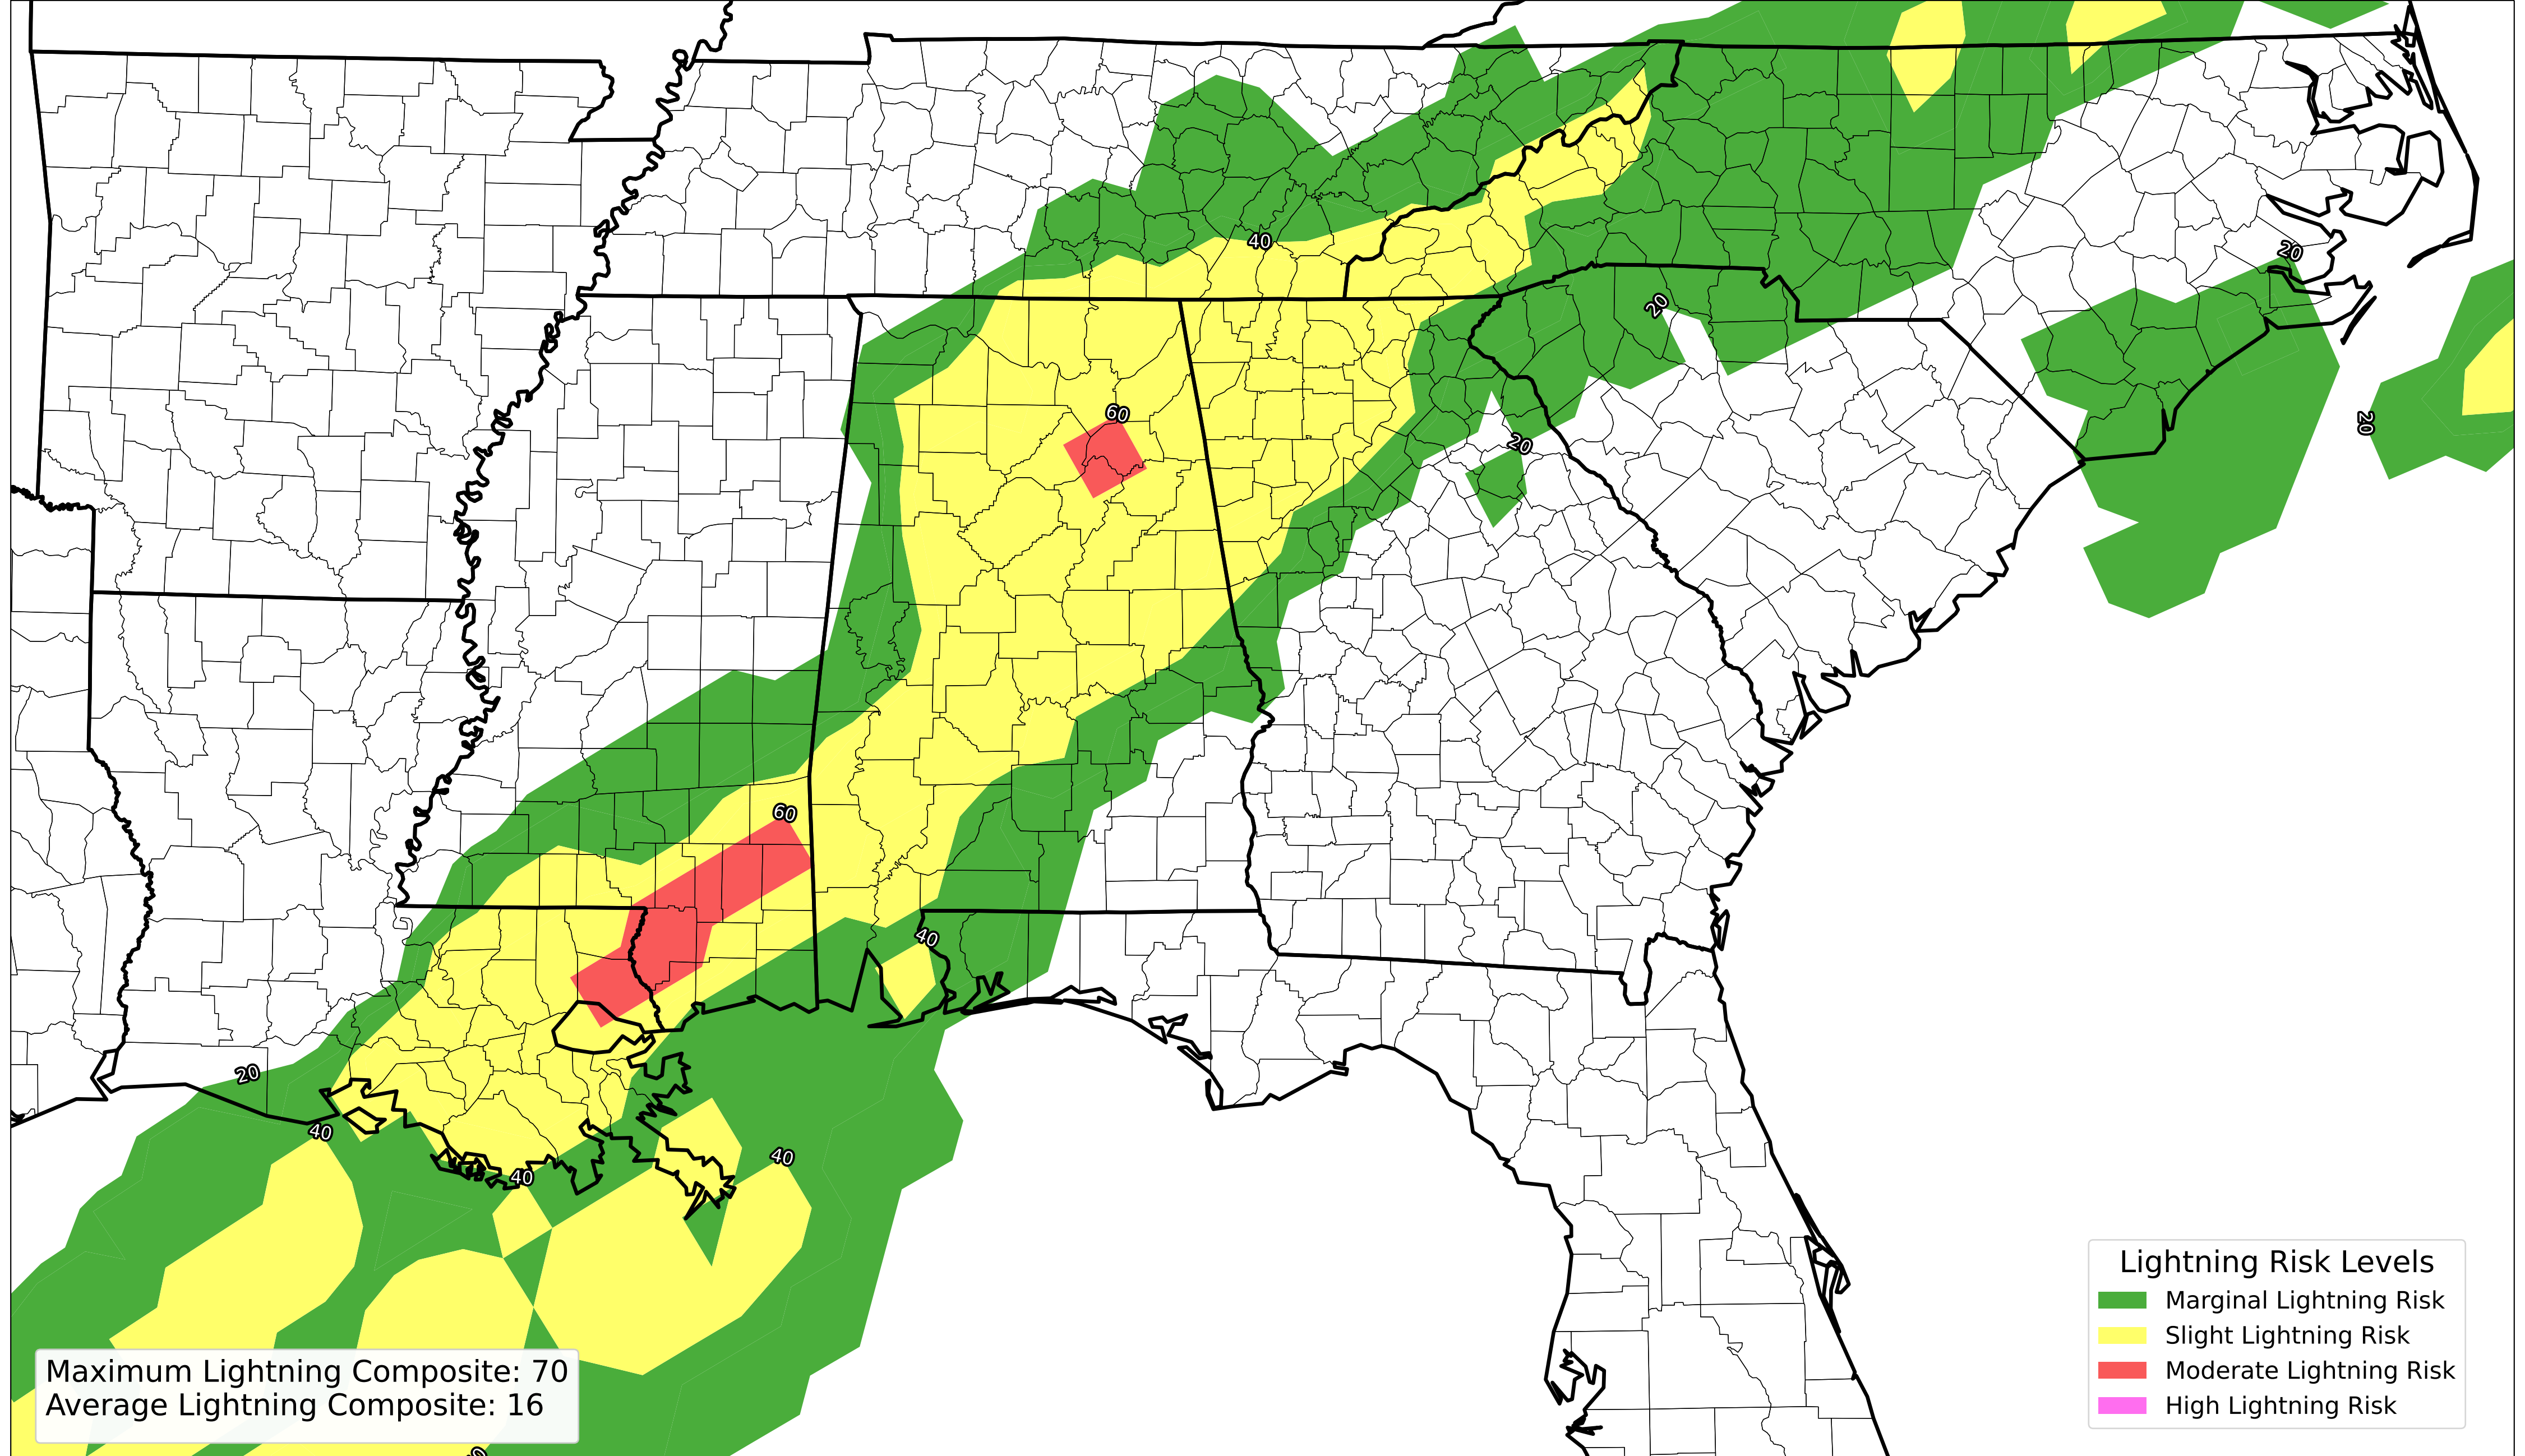 40
20
20
60
20
20
60
40
20
40
40
40
Lightning Risk Levels
Marginal Lightning Risk
Slight Lightning Risk
Moderate Lightning Risk
High Lightning Risk
Maximum Lightning Composite: 70
Average Lightning Composite: 16